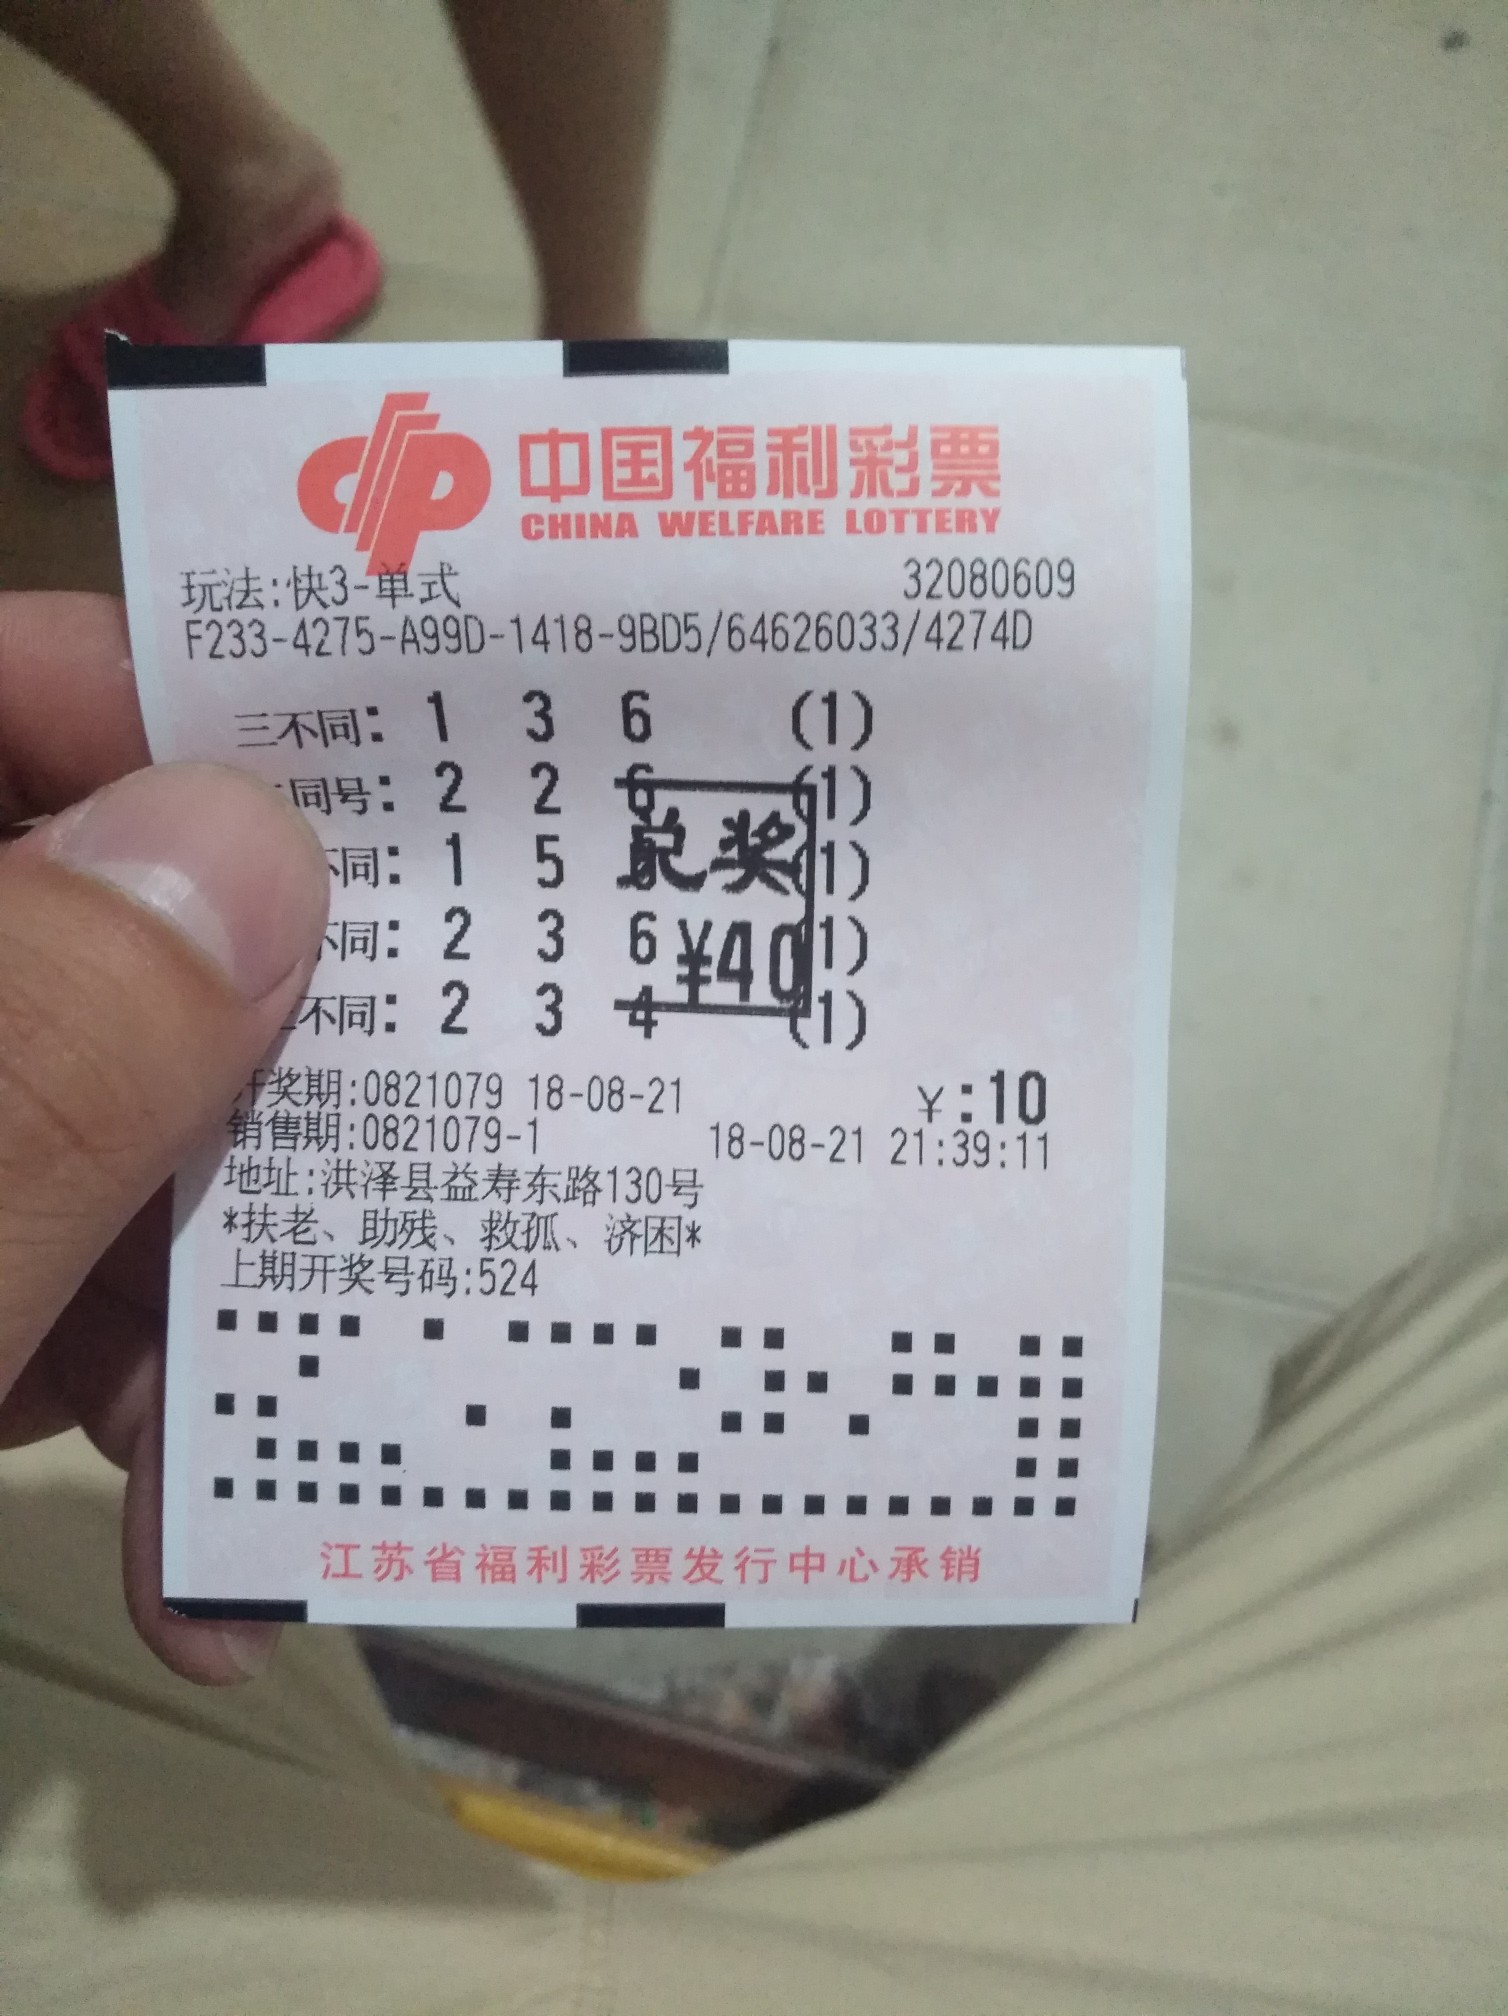 中国福利彩票
CHINA WELFARE LOTTERY
玩法:快3-单式 32080609
F233-4275-A99D-1418-9BD5/64626033/4274D
三不同: 1 3 6 (1)
同号: 2 2 6 (1)
不同: 1 5 (1)
不同: 2 3 6 (1)
不同: 2 3 4 (1)
兑奖
¥40
开奖期:0821079 18-08-21 ¥:10
销售期:0821079-1 18-08-21 21:39:11
地址:洪泽县益寿东路130号
*扶老、助残、救孤、济困*
上期开奖号码:524
江苏省福利彩票发行中心承销